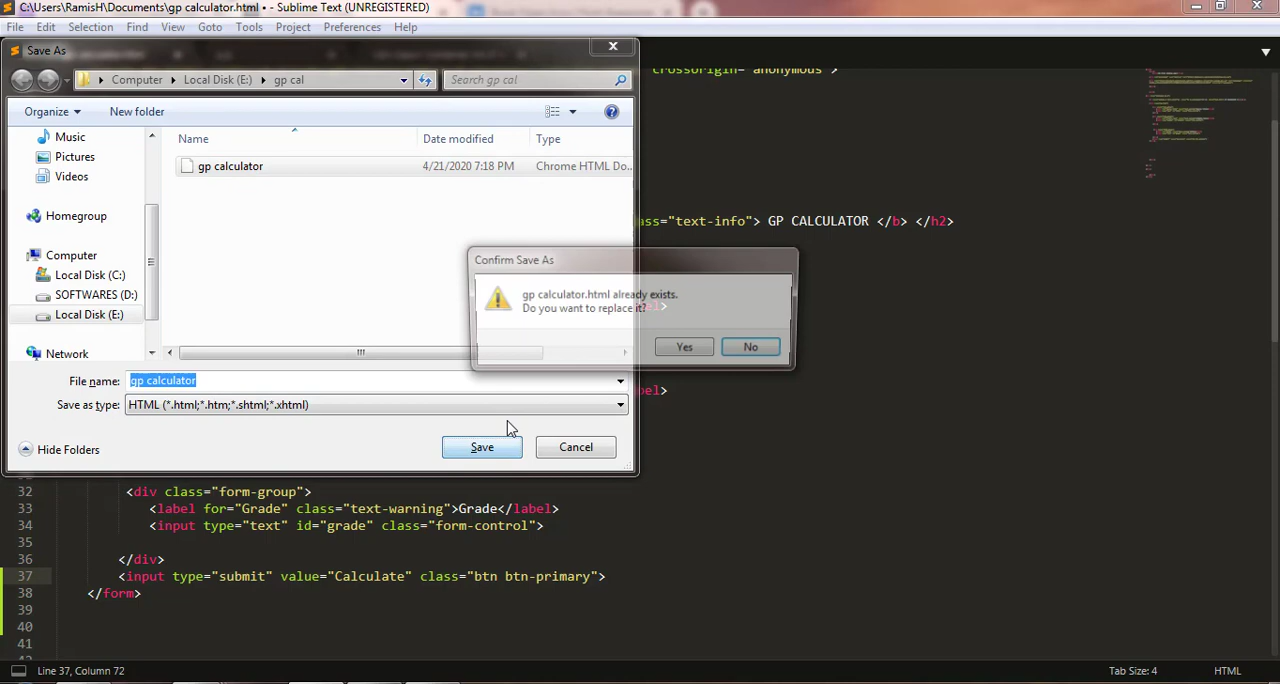 C:\Users\RamisH\Documents\gp calculator.html • - Sublime Text (UNREGISTERED)
File Edit Selection Find View Goto Tools Project Preferences Help
Save As
Computer Local Disk (E:) gp cal Search gp cal
crossorigin="anonymous">
Organize New folder
Name Date modified Type
Music
Pictures
Videos
gp calculator 4/21/2020 7:18 PM Chrome HTML Do...
Homegroup
ass="text-info"> GP CALCULATOR </b> </h2>
Computer
Local Disk (C:)
SOFTWARES (D:)
Local Disk (E:)
Network
Confirm Save As
gp calculator.html already exists.
Do you want to replace it?
el>
Yes No
File name: gp calculator
bel>
Save as type: HTML (*.html;*.htm;*.shtml;*.xhtml)
Hide Folders Save Cancel
32 <div class="form-group">
33 <label for="Grade" class="text-warning">Grade</label>
34 <input type="text" id="grade" class="form-control">
35
36 </div>
37 <input type="submit" value="Calculate" class="btn btn-primary">
38 </form>
39
40
41
Line 37, Column 72 Tab Size: 4 HTML